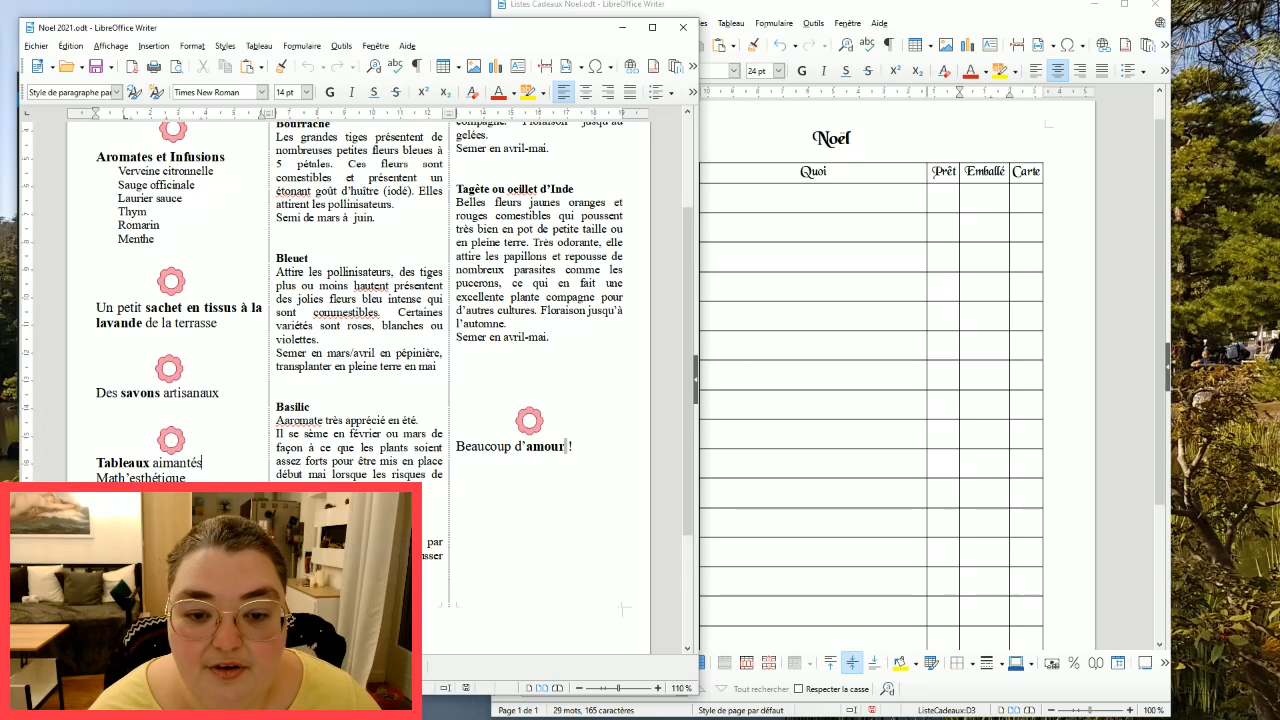 Listes Cadeaux Noel.odt - LibreOffice Writer
Noel 2021.odt - LibreOffice Writer
Tableau Formulaire Outils Fenêtre Aide
Fichier Édition Affichage Insertion Format Styles Tableau Formulaire Outils Fenêtre Aide
24 pt
Style de paragraphe par Times New Roman 14 pt
Aromates et Infusions
Verveine citronnelle
Sauge officinale
Laurier sauce
Thym
Romarin
Menthe
Un petit sachet en tissus à la
lavande de la terrasse
Des savons artisanaux
Tableaux aimantés
Math'esthétique
Bourrache
Les grandes tiges présentent de
nombreuses petites fleurs bleues à
5 pétales. Ces fleurs sont
comestibles et présentent un
étonant goût d'huître (iodé). Elles
attirent les pollinisateurs.
Semi de mars à juin.
Bleuet
Attire les pollinisateurs, des tiges
plus ou moins hautent présentent
des jolies fleurs bleu intense qui
sont commestibles. Certaines
variétés sont roses, blanches ou
violettes.
Semer en mars/avril en pépinière,
transplanter en pleine terre en mai
Basilic
Aaromate très apprécié en été.
Il se sème en février ou mars de
façon à ce que les plants soient
assez forts pour être mis en place
début mai lorsque les risques de
par
usser
compagne. Floraison jusqu'au
gelées.
Semer en avril-mai.
Tagète ou oeillet d'Inde
Belles fleurs jaunes oranges et
rouges comestibles qui poussent
très bien en pot de petite taille ou
en pleine terre. Très odorante, elle
attire les papillons et repousse de
nombreux parasites comme les
pucerons, ce qui en fait une
excellente plante compagne pour
d'autres cultures. Floraison jusqu'à
l'automne.
Semer en avril-mai.
Beaucoup d'amour !
110 %
Noël
Quoi Prêt Emballé Carte
Tout rechercher Respecter la casse
Page 1 de 1 29 mots, 165 caractères Style de page par défaut ListeCadeaux:D3 100 %